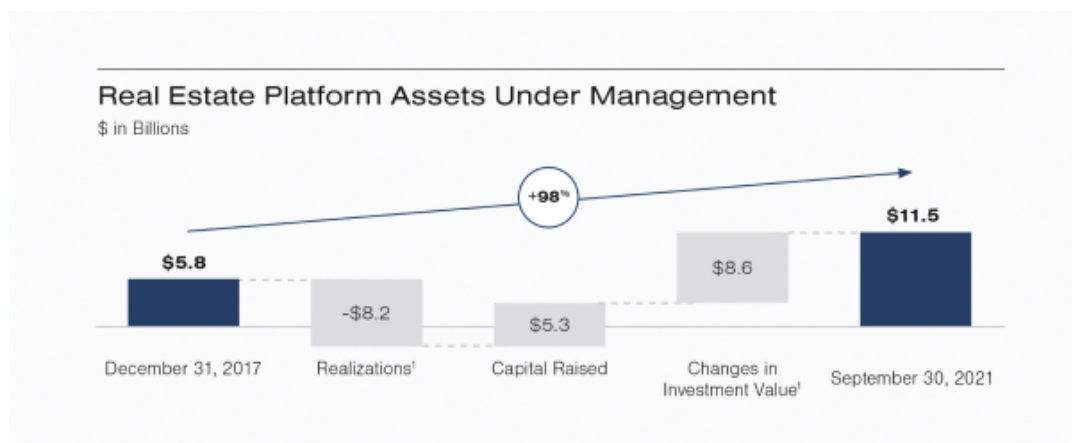 Real Estate Platform Assets Under Management
$ in Billions
+98%
$11.5
$5.8
$8.6
-$8.2
$5.3
December 31, 2017
Realizations¹
Capital Raised
Changes in
Investment Value¹
September 30, 2021